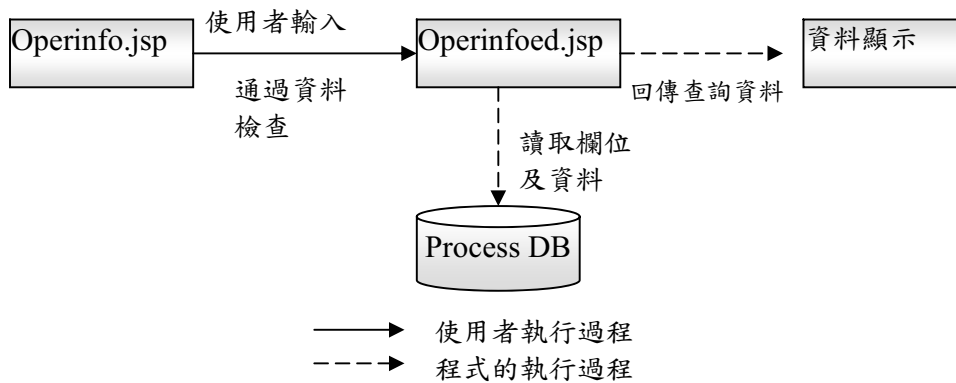 Operinfo.jsp
使用者輸入
通過資料
檢查
Operinfoed.jsp
回傳查詢資料
資料顯示
讀取欄位
及資料
Process DB
使用者執行過程
程式的執行過程